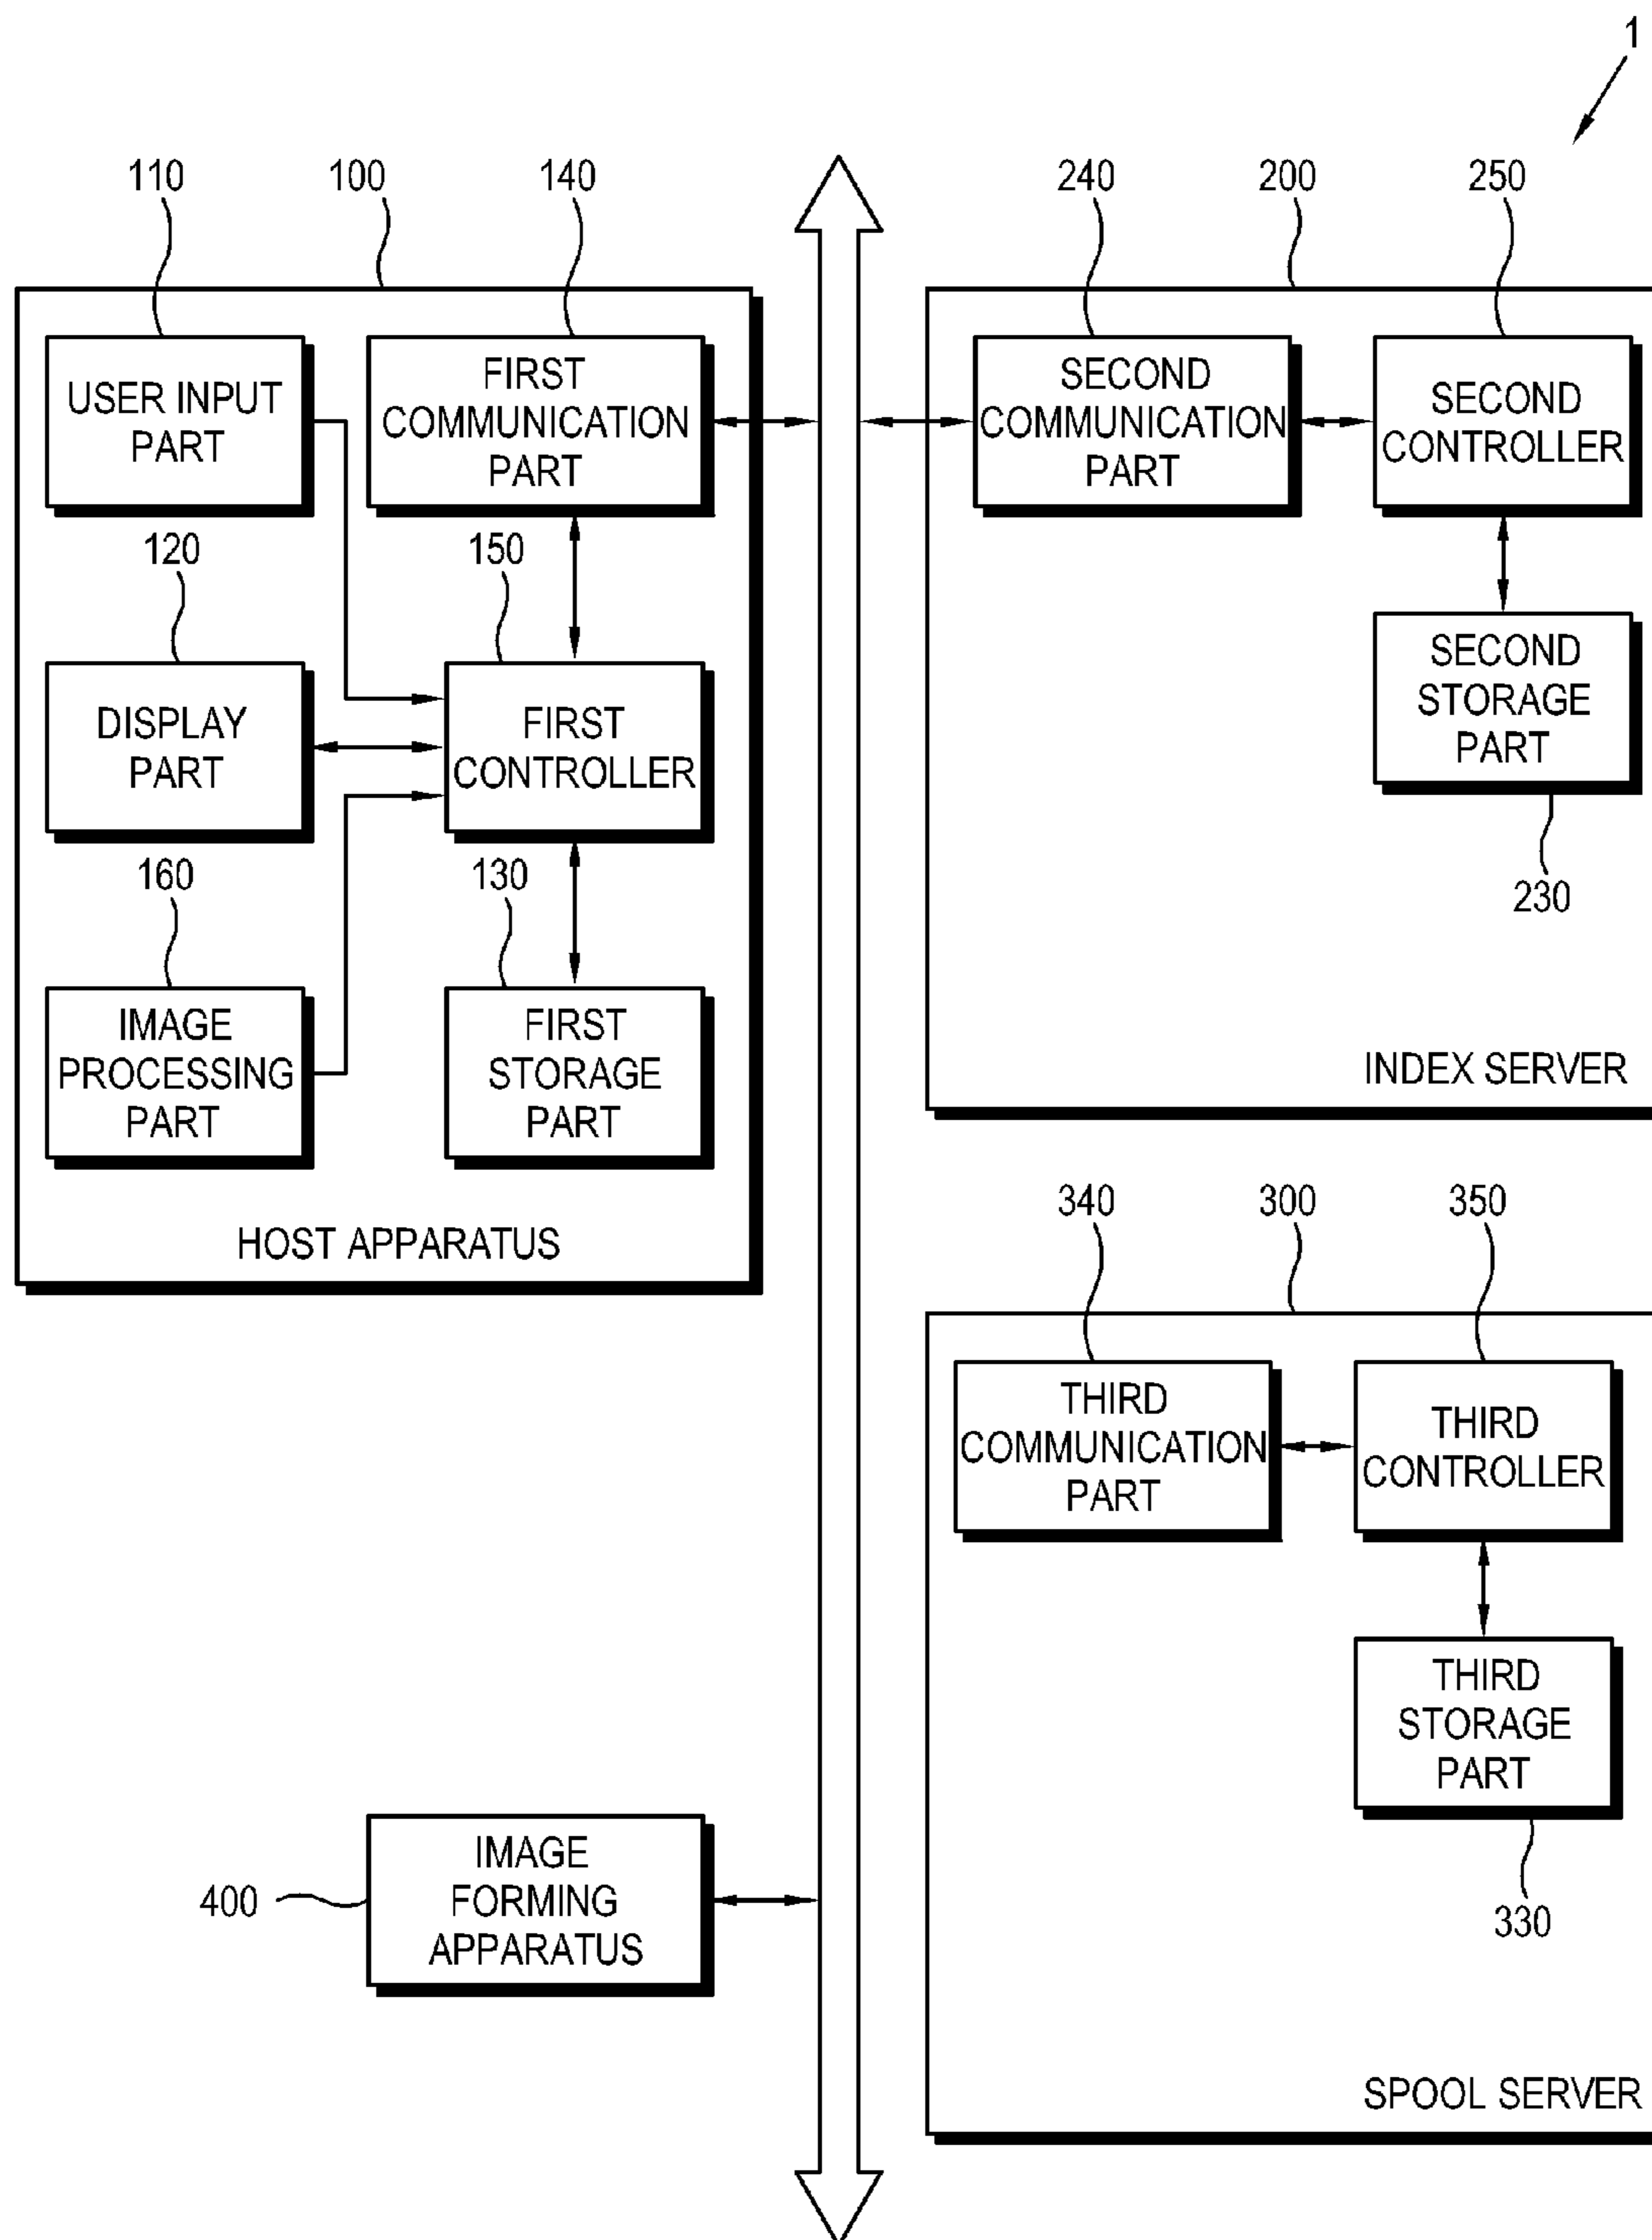 1
110
100
140
240
200
250
USER INPUT
PART
FIRST
COMMUNICATION
PART
SECOND
COMMUNICATION
PART
SECOND
CONTROLLER
120
150
DISPLAY
PART
FIRST
CONTROLLER
SECOND
STORAGE
PART
230
160
130
IMAGE
PROCESSING
PART
FIRST
STORAGE
PART
HOST APPARATUS
INDEX SERVER
340
300
350
THIRD
COMMUNICATION
PART
THIRD
CONTROLLER
THIRD
STORAGE
PART
330
400
IMAGE
FORMING
APPARATUS
SPOOL SERVER